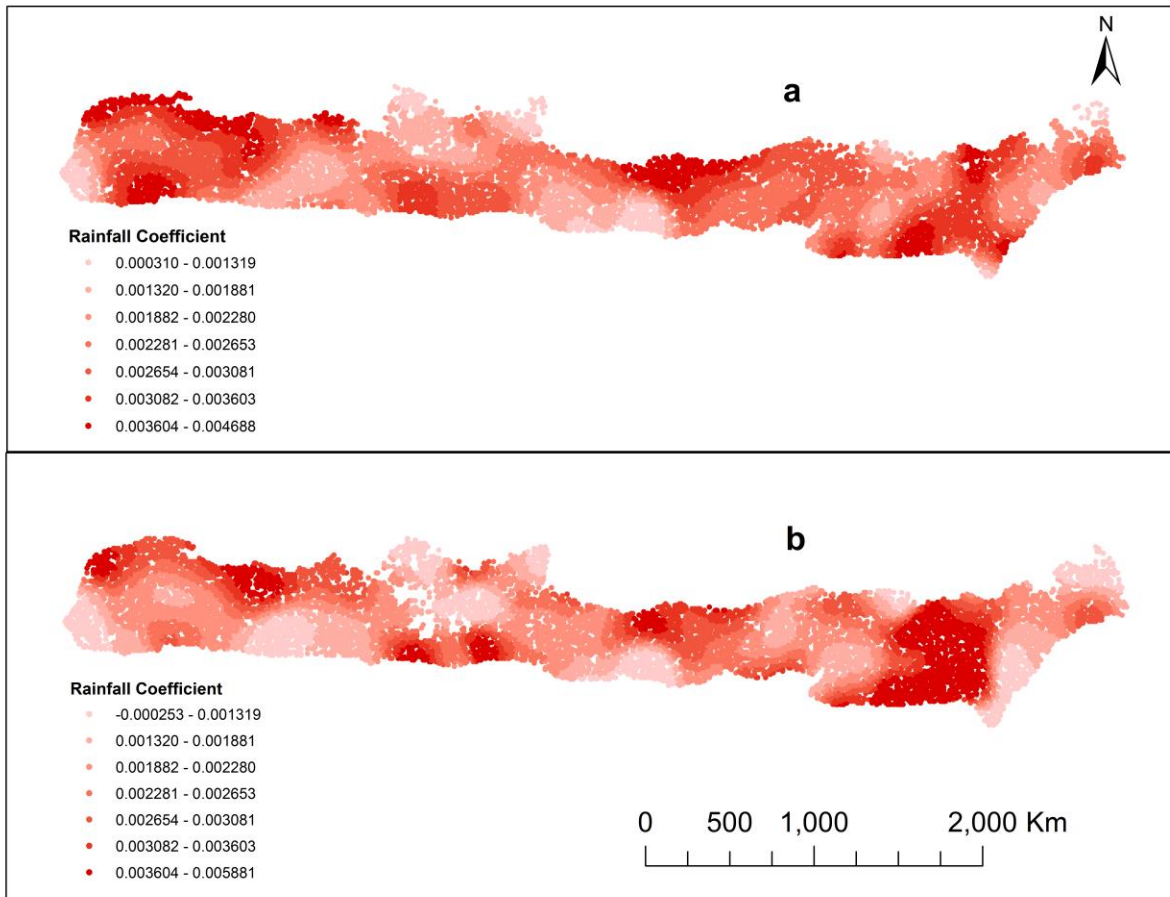 N
a
Rainfall Coefficient
0.000310 - 0.001319
0.001320 - 0.001881
0.001882 - 0.002280
0.002281 - 0.002653
0.002654 - 0.003081
0.003082 - 0.003603
0.003604 - 0.004688
b
Rainfall Coefficient
-0.000253 - 0.001319
0.001320 - 0.001881
0.001882 - 0.002280
0.002281 - 0.002653
0.002654 - 0.003081
0.003082 - 0.003603
0.003604 - 0.005881
0 500 1,000 2,000 Km